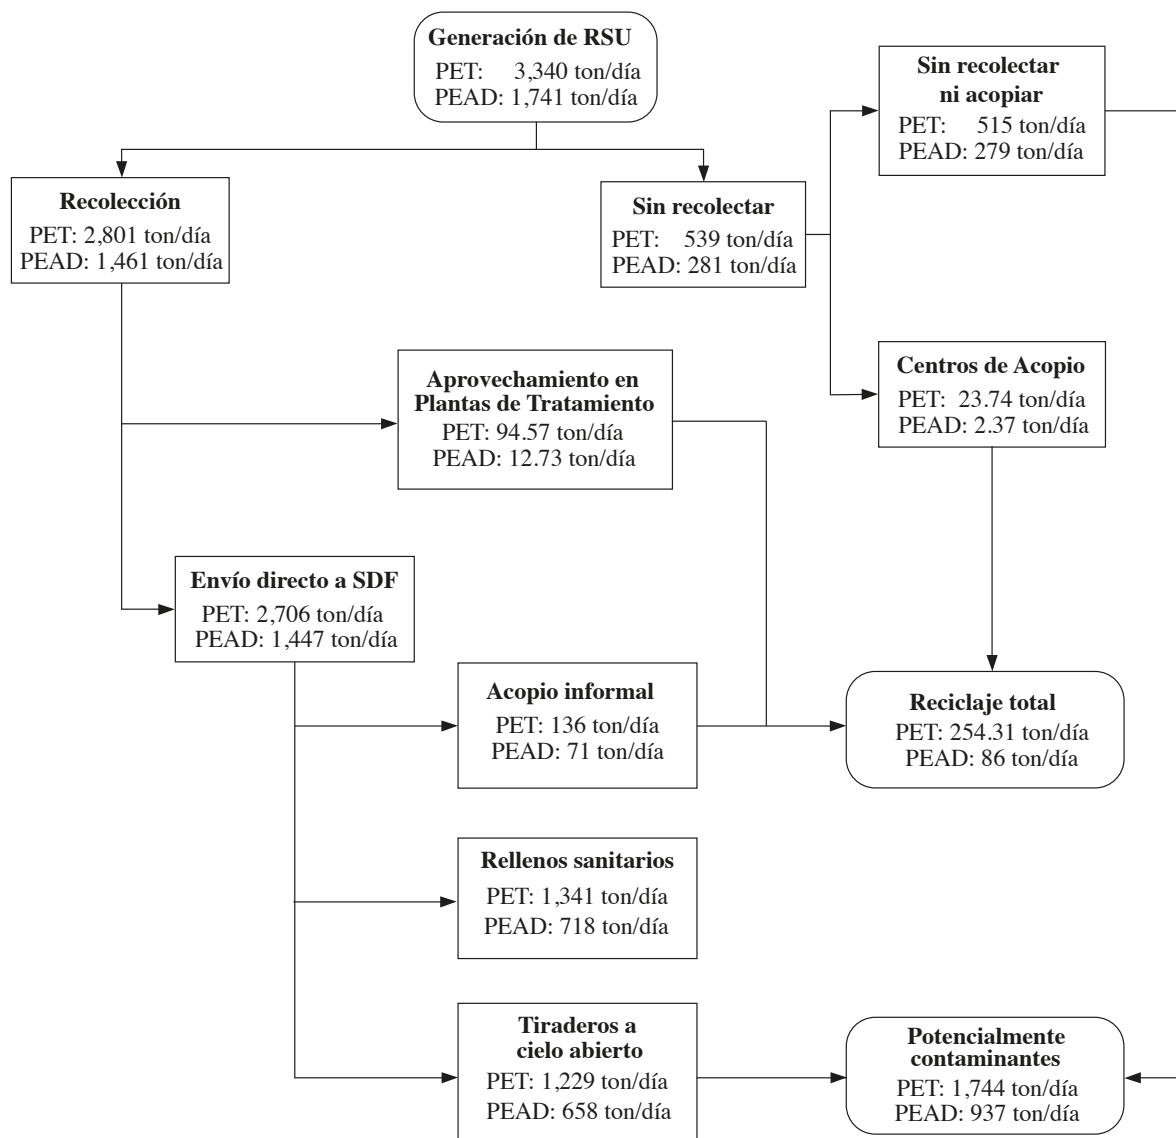 Generación de RSU
PET: 3,340 ton/día
PEAD: 1,741 ton/día
Sin recolectar
ni acopiar
PET: 515 ton/día
PEAD: 279 ton/día
Recolección
PET: 2,801 ton/día
PEAD: 1,461 ton/día
Sin recolectar
PET: 539 ton/día
PEAD: 281 ton/día
Aprovechamiento en
Plantas de Tratamiento
PET: 94.57 ton/día
PEAD: 12.73 ton/día
Centros de Acopio
PET: 23.74 ton/día
PEAD: 2.37 ton/día
Envío directo a SDF
PET: 2,706 ton/día
PEAD: 1,447 ton/día
Acopio informal
PET: 136 ton/día
PEAD: 71 ton/día
Reciclaje total
PET: 254.31 ton/día
PEAD: 86 ton/día
Rellenos sanitarios
PET: 1,341 ton/día
PEAD: 718 ton/día
Tiraderos a
cielo abierto
PET: 1,229 ton/día
PEAD: 658 ton/día
Potencialmente
contaminantes
PET: 1,744 ton/día
PEAD: 937 ton/día